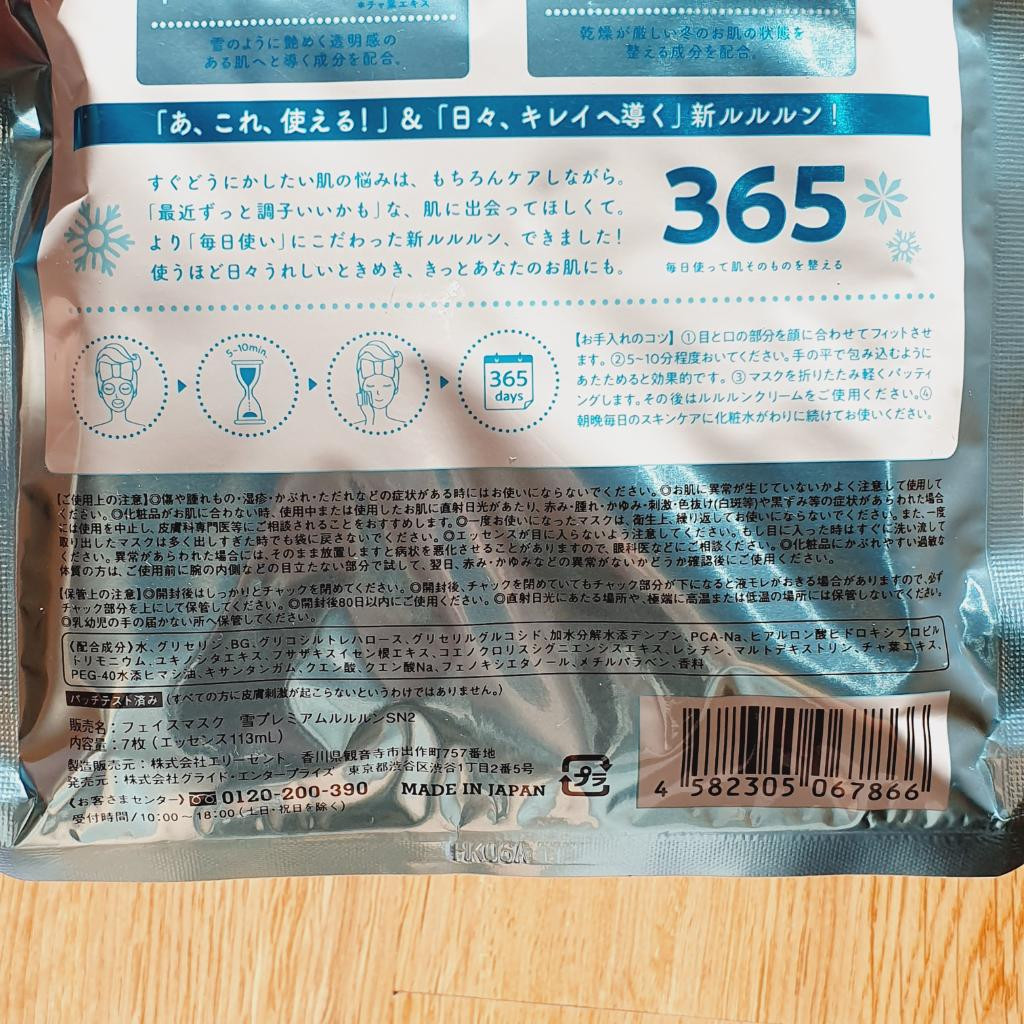 *チャ葉エキス
雪のように艶めく透明感の
ある肌へと導く成分を配合。
乾燥が厳しい冬のお肌の状態を
整える成分を配合。
「あ、これ、使える！」&「日々、キレイへ導く」新ルルルン！
すぐどうにかしたい肌の悩みは、もちろんケアしながら。
「最近ずっと調子いいかも」な、肌に出会ってほしくて。
より「毎日使い」にこだわった新ルルルン、できました！
使うほど日々うれしいときめき、きっとあなたのお肌にも。
365
毎日使って肌そのものを整える
5~10min.
365
days
【お手入れのコツ】①目と口の部分を顔に合わせてフィットさせ
ます。②5~10分程度おいてください。手の平で包み込むように
あたためると効果的です。③マスクを折りたたみ軽くパッティ
ングします。その後はルルルンクリームをご使用ください。④
朝晩毎日のスキンケアに化粧水がわりに続けてお使いください。
【ご使用上の注意】◎傷や腫れもの・湿疹・かぶれ・ただれなどの症状がある時にはお使いにならないでください。◎お肌に異常が生じていないかよく注意して使用して
ください。◎化粧品がお肌に合わない時、使用中または使用したお肌に直射日光があたり、赤み・腫れ・かゆみ・刺激・色抜け(白斑等)や黒ずみ等の症状があらわれた場合
には使用を中止し、皮膚科専門医等にご相談されることをおすすめします。◎一度お使いになったマスクは、衛生上、繰り返してお使いにならないでください。また、一度
取り出したマスクは多く出しすぎた時でも袋に戻さないでください。◎エッセンスが目に入らないよう注意してください。もし目に入った時はすぐに洗い流して
ください。異常があらわれた場合には、そのまま放置しますと病状を悪化させることがありますので、眼科医などにご相談ください。◎化粧品にかぶれやすい過敏な
体質の方は、ご使用前に腕の内側などの目立たない部分で試して、翌日、赤み・かゆみなどの異常がないかどうか確認後にご使用ください。
【保管上の注意】◎開封後はしっかりとチャックを閉めてください。◎開封後、チャックを閉めていてもチャック部分が下になると液モレがおきる場合がありますので、必ず
チャック部分を上にして保管してください。◎開封後80日以内にご使用ください。◎直射日光にあたる場所や、極端に高温または低温の場所には保管しないでください。
◎乳幼児の手の届かない所へ保管してください。
〈配合成分〉水、グリセリン、BG、グリコシルトレハロース、グリセリルグルコシド、加水分解水添デンプン、PCA-Na、ヒアルロン酸ヒドロキシプロピル
トリモニウム、ユキノシタエキス、フサザキスイセン根エキス、コエノクロリスシグニエンシスエキス、レシチン、マルトデキストリン、チャ葉エキス、
PEG-40水添ヒマシ油、キサンタンガム、クエン酸、クエン酸Na、フェノキシエタノール、メチルパラベン、香料
パッチテスト済み (すべての方に皮膚刺激が起こらないというわけではありません。)
販売名：フェイスマスク 雪プレミアムルルルンSN2
内容量：7枚(エッセンス113mL)
製造販売元：株式会社エリーゼント 香川県観音寺市出作町757番地
発売元：株式会社グライド・エンタープライズ 東京都渋谷区渋谷1丁目2番5号
〈お客さまセンター〉0120-200-390 MADE IN JAPAN
受付時間/10:00~18:00(土日・祝日を除く)
プラ
4 582305 067866